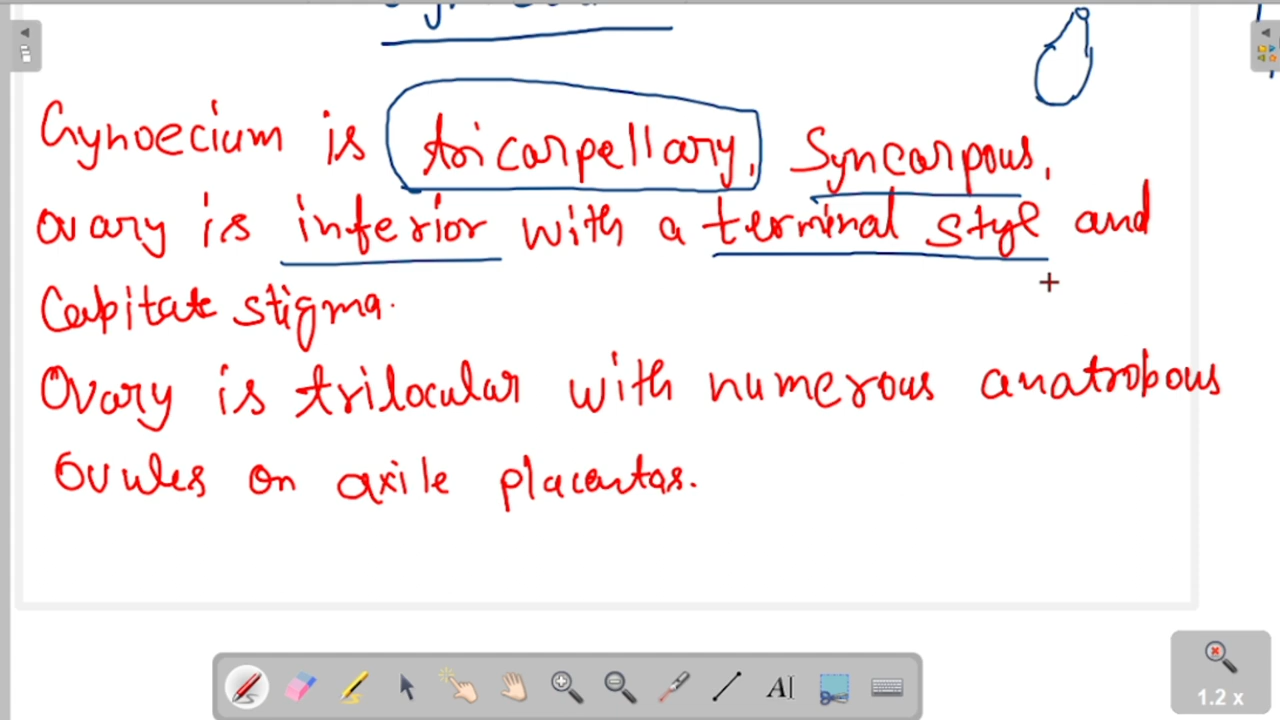 Gynoecium is tricarpellary, Syncarpous,
ovary is inferior with a terminal style and
Capitate stigma.
Ovary is trilocular with numerous anatropous
ovules on axile placentas.
AI
1.2 x